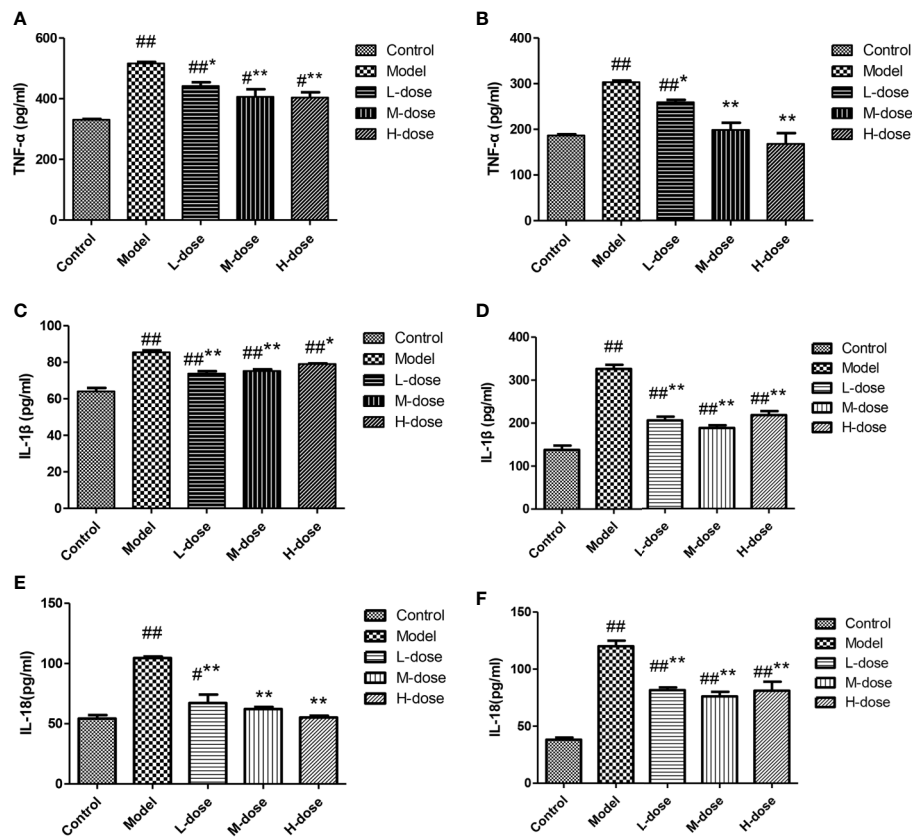 A
TNF-α (pg/ml)
600
400
200
0
##
##*
#**
#**
Control
Model
L-dose
M-dose
H-dose
Control
Model
L-dose
M-dose
H-dose
B
TNF-α (pg/ml)
400
300
200
100
0
##
##*
**
**
Control
Model
L-dose
M-dose
H-dose
Control
Model
L-dose
M-dose
H-dose
C
IL-1β (pg/ml)
100
80
60
40
20
0
##
##**
##**
##*
Control
Model
L-dose
M-dose
H-dose
Control
Model
L-dose
M-dose
H-dose
D
IL-1β (pg/ml)
400
300
200
100
0
##
##**
##**
##**
Control
Model
L-dose
M-dose
H-dose
Control
Model
L-dose
M-dose
H-dose
E
IL-18(pg/ml)
150
100
50
0
##
#**
**
**
Control
Model
L-dose
M-dose
H-dose
Control
Model
L-dose
M-dose
H-dose
F
IL-18(pg/ml)
150
100
50
0
##
##**
##**
##**
Control
Model
L-dose
M-dose
H-dose
Control
Model
L-dose
M-dose
H-dose